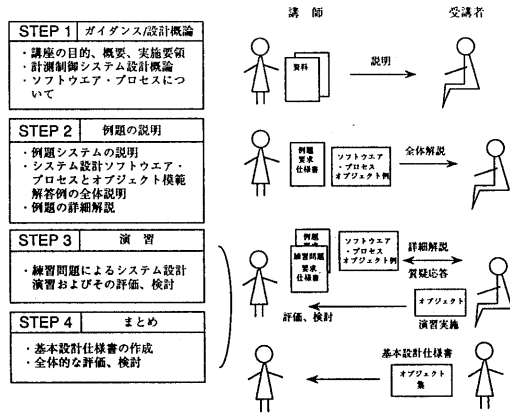 講師
受講者
STEP 1
ガイダンス/設計概論
・講座の目的、概要、実施要領
・計測制御システム設計概論
・ソフトウエア・プロセスにつ
いて
資料
説明
STEP 2
例題の説明
・例題システムの説明
・システム設計ソフトウエア・
プロセスとオブジェクト模範
解答例の全体説明
・例題の詳細解説
例題
要求
仕様書
ソフトウエア
・プロセス
オブジェクト例
全体解説
STEP 3
演習
・練習問題によるシステム設計
演習およびその評価、検討
例題
要求
練習問題
要求
仕様書
ソフトウエア
・プロセス
オブジェクト例
詳細解説
質疑応答
オブジェクト
評価、検討
演習実施
STEP 4
まとめ
・基本設計仕様書の作成
・全体的な評価、検討
基本設計仕様書
オブジェクト
集